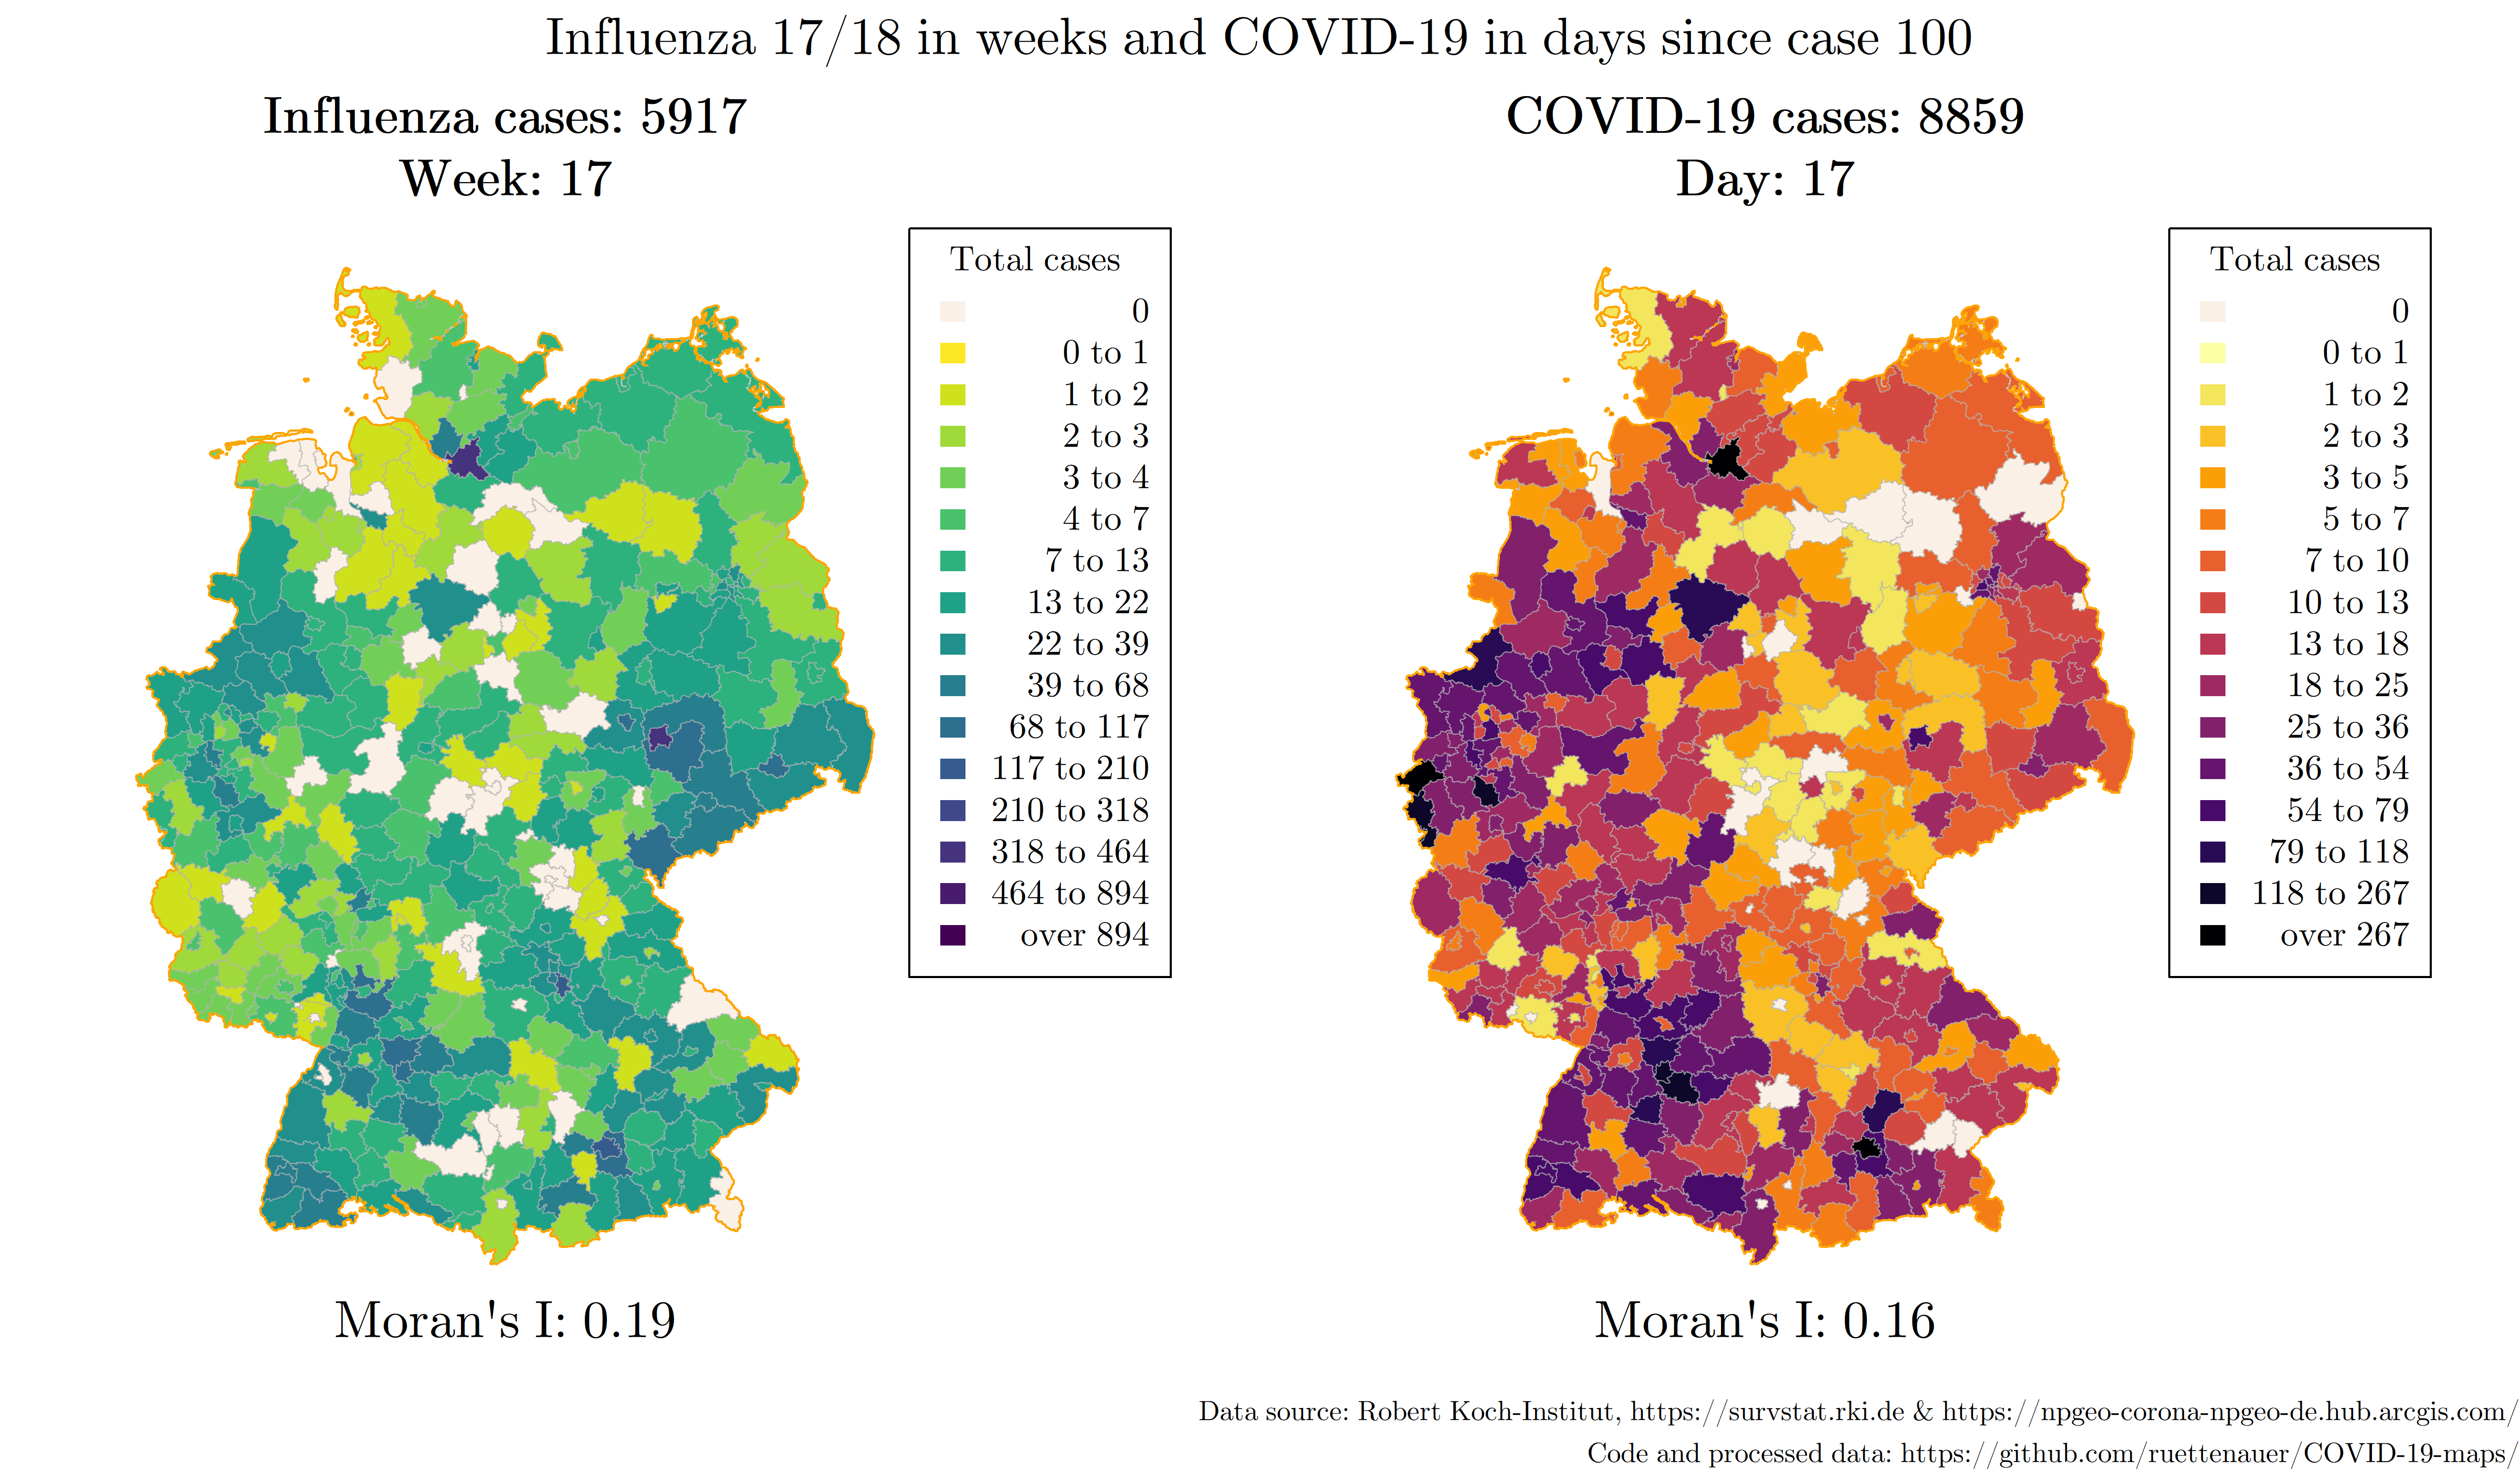 Influenza 17/18 in weeks and COVID-19 in days since case 100
Influenza cases: 5917
Week: 17
Total cases
0
0 to 1
1 to 2
2 to 3
3 to 4
4 to 7
7 to 13
13 to 22
22 to 39
39 to 68
68 to 117
117 to 210
210 to 318
318 to 464
464 to 894
over 894
Moran's I: 0.19
COVID-19 cases: 8859
Day: 17
Total cases
0
0 to 1
1 to 2
2 to 3
3 to 5
5 to 7
7 to 10
10 to 13
13 to 18
18 to 25
25 to 36
36 to 54
54 to 79
79 to 118
118 to 267
over 267
Moran's I: 0.16
Data source: Robert Koch-Institut, https://survstat.rki.de & https://npgeo-corona-npgeo-de.hub.arcgis.com/
Code and processed data: https://github.com/ruettenauer/COVID-19-maps/